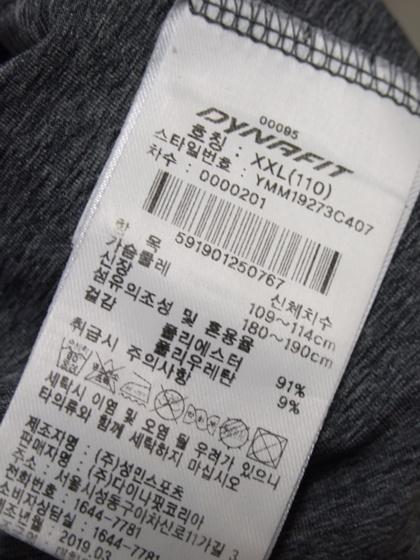 00095
DYNAFIT
호칭 : XXL(110)
스타일번호 : YMM19273C407
차수 : 0000201
591901250767
항 목 신체치수
가슴둘레 109~114cm
신장 180~190cm
섬유의조성 및 혼용율
겉감 폴리에스터 91%
폴리우레탄 9%
취급시 주의사항
세탁시 이염 및 오염될 우려가 있으니
타의류와 함께 세탁하지 마십시오
제조자명 : (주)성민스포츠
판매자명 : (주)다이나핏코리아
주소 : 서울시성동구이차산로11가길 3
전화번호 : 1644-7781
소비자상담실 : 1644-7781
2019.03